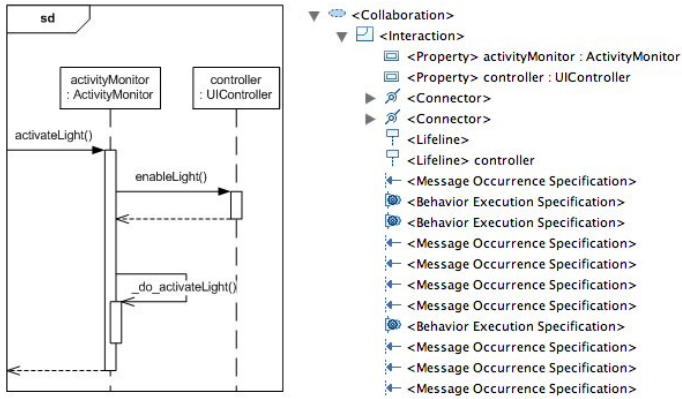 sd
activityMonitor
: ActivityMonitor
controller
: UIController
activateLight()
enableLight()
_do_activateLight()
<Collaboration>
<Interaction>
<Property> activityMonitor : ActivityMonitor
<Property> controller : UIController
<Connector>
<Connector>
<Lifeline>
<Lifeline> controller
<Message Occurrence Specification>
<Behavior Execution Specification>
<Behavior Execution Specification>
<Message Occurrence Specification>
<Message Occurrence Specification>
<Message Occurrence Specification>
<Message Occurrence Specification>
<Behavior Execution Specification>
<Message Occurrence Specification>
<Message Occurrence Specification>
<Message Occurrence Specification>